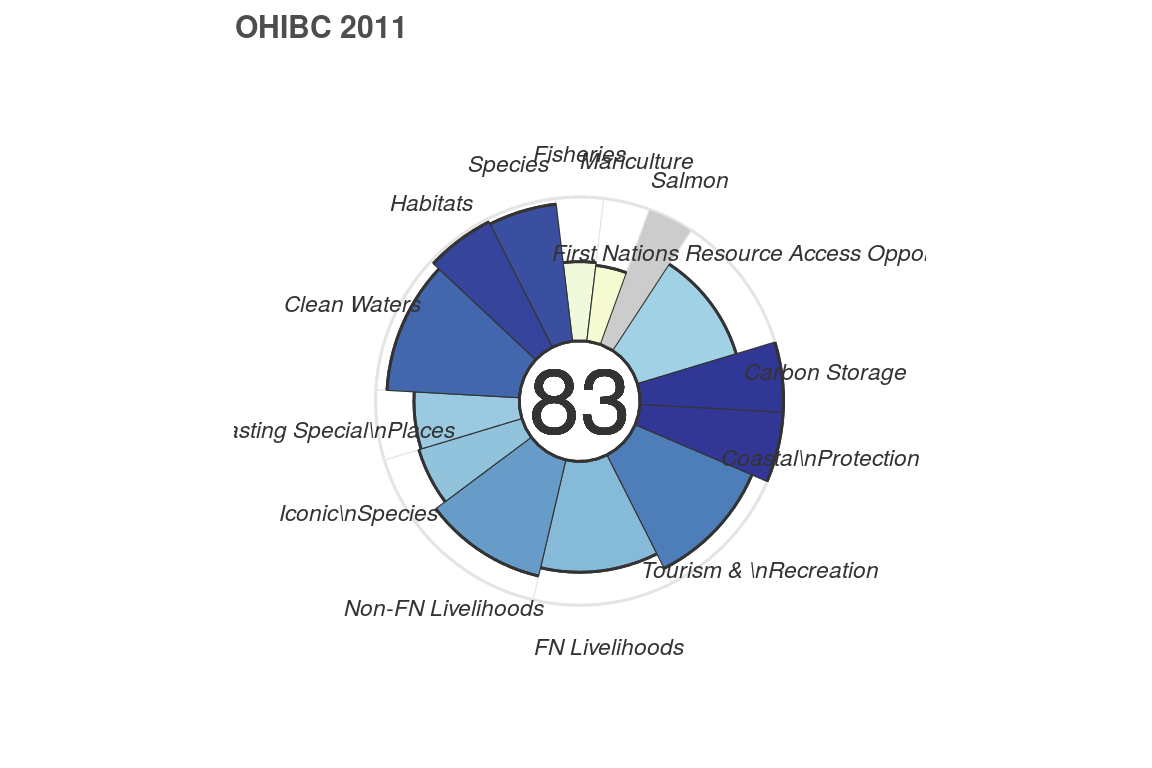 OHIBC 2011
Fisheries
Mariculture
Species
Salmon
Habitats
First Nations Resource Access Oppo
Clean Waters
Carbon Storage
83
asting Special\nPlaces
Coastal\nProtection
Iconic\nSpecies
Tourism & \nRecreation
Non-FN Livelihoods
FN Livelihoods